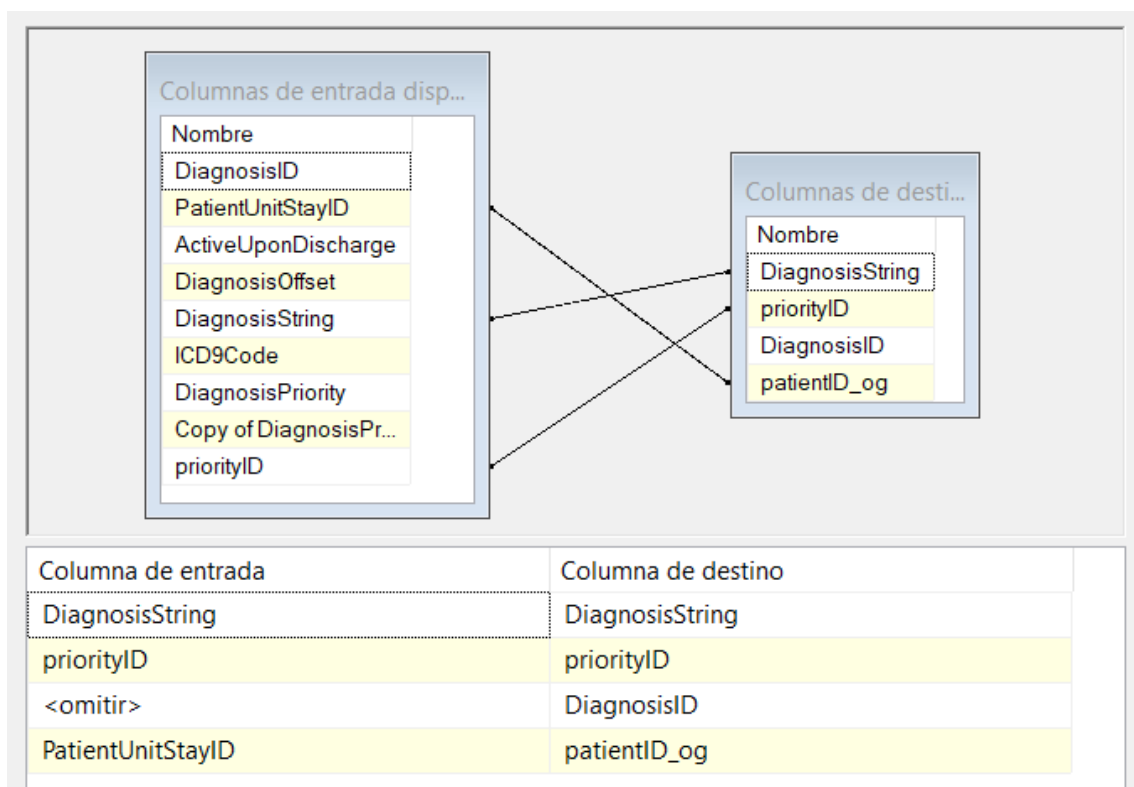 Columnas de entrada disp...
Nombre
DiagnosisID
PatientUnitStayID
ActiveUponDischarge
DiagnosisOffset
DiagnosisString
ICD9Code
DiagnosisPriority
Copy of DiagnosisPr...
priorityID
Columnas de desti...
Nombre
DiagnosisString
priorityID
DiagnosisID
patientID_og
Columna de entrada Columna de destino
DiagnosisString DiagnosisString
priorityID priorityID
<omitir> DiagnosisID
PatientUnitStayID patientID_og